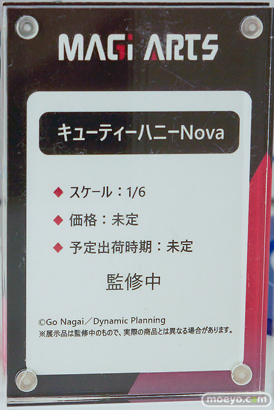 MAGi ARTS
キューティーハニーNova
◆ スケール：1/6
◆ 価格：未定
◆ 予定出荷時期：未定
監修中
©Go Nagai／Dynamic Planning
※展示品は監修中のもので、実際の商品とは異なる場合があります。
moeyo.com